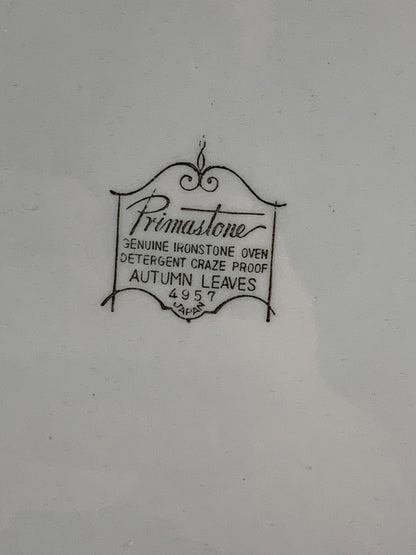 Primastone
GENUINE IRONSTONE OVEN
DETERGENT CRAZE PROOF
AUTUMN LEAVES
4957
JAPAN